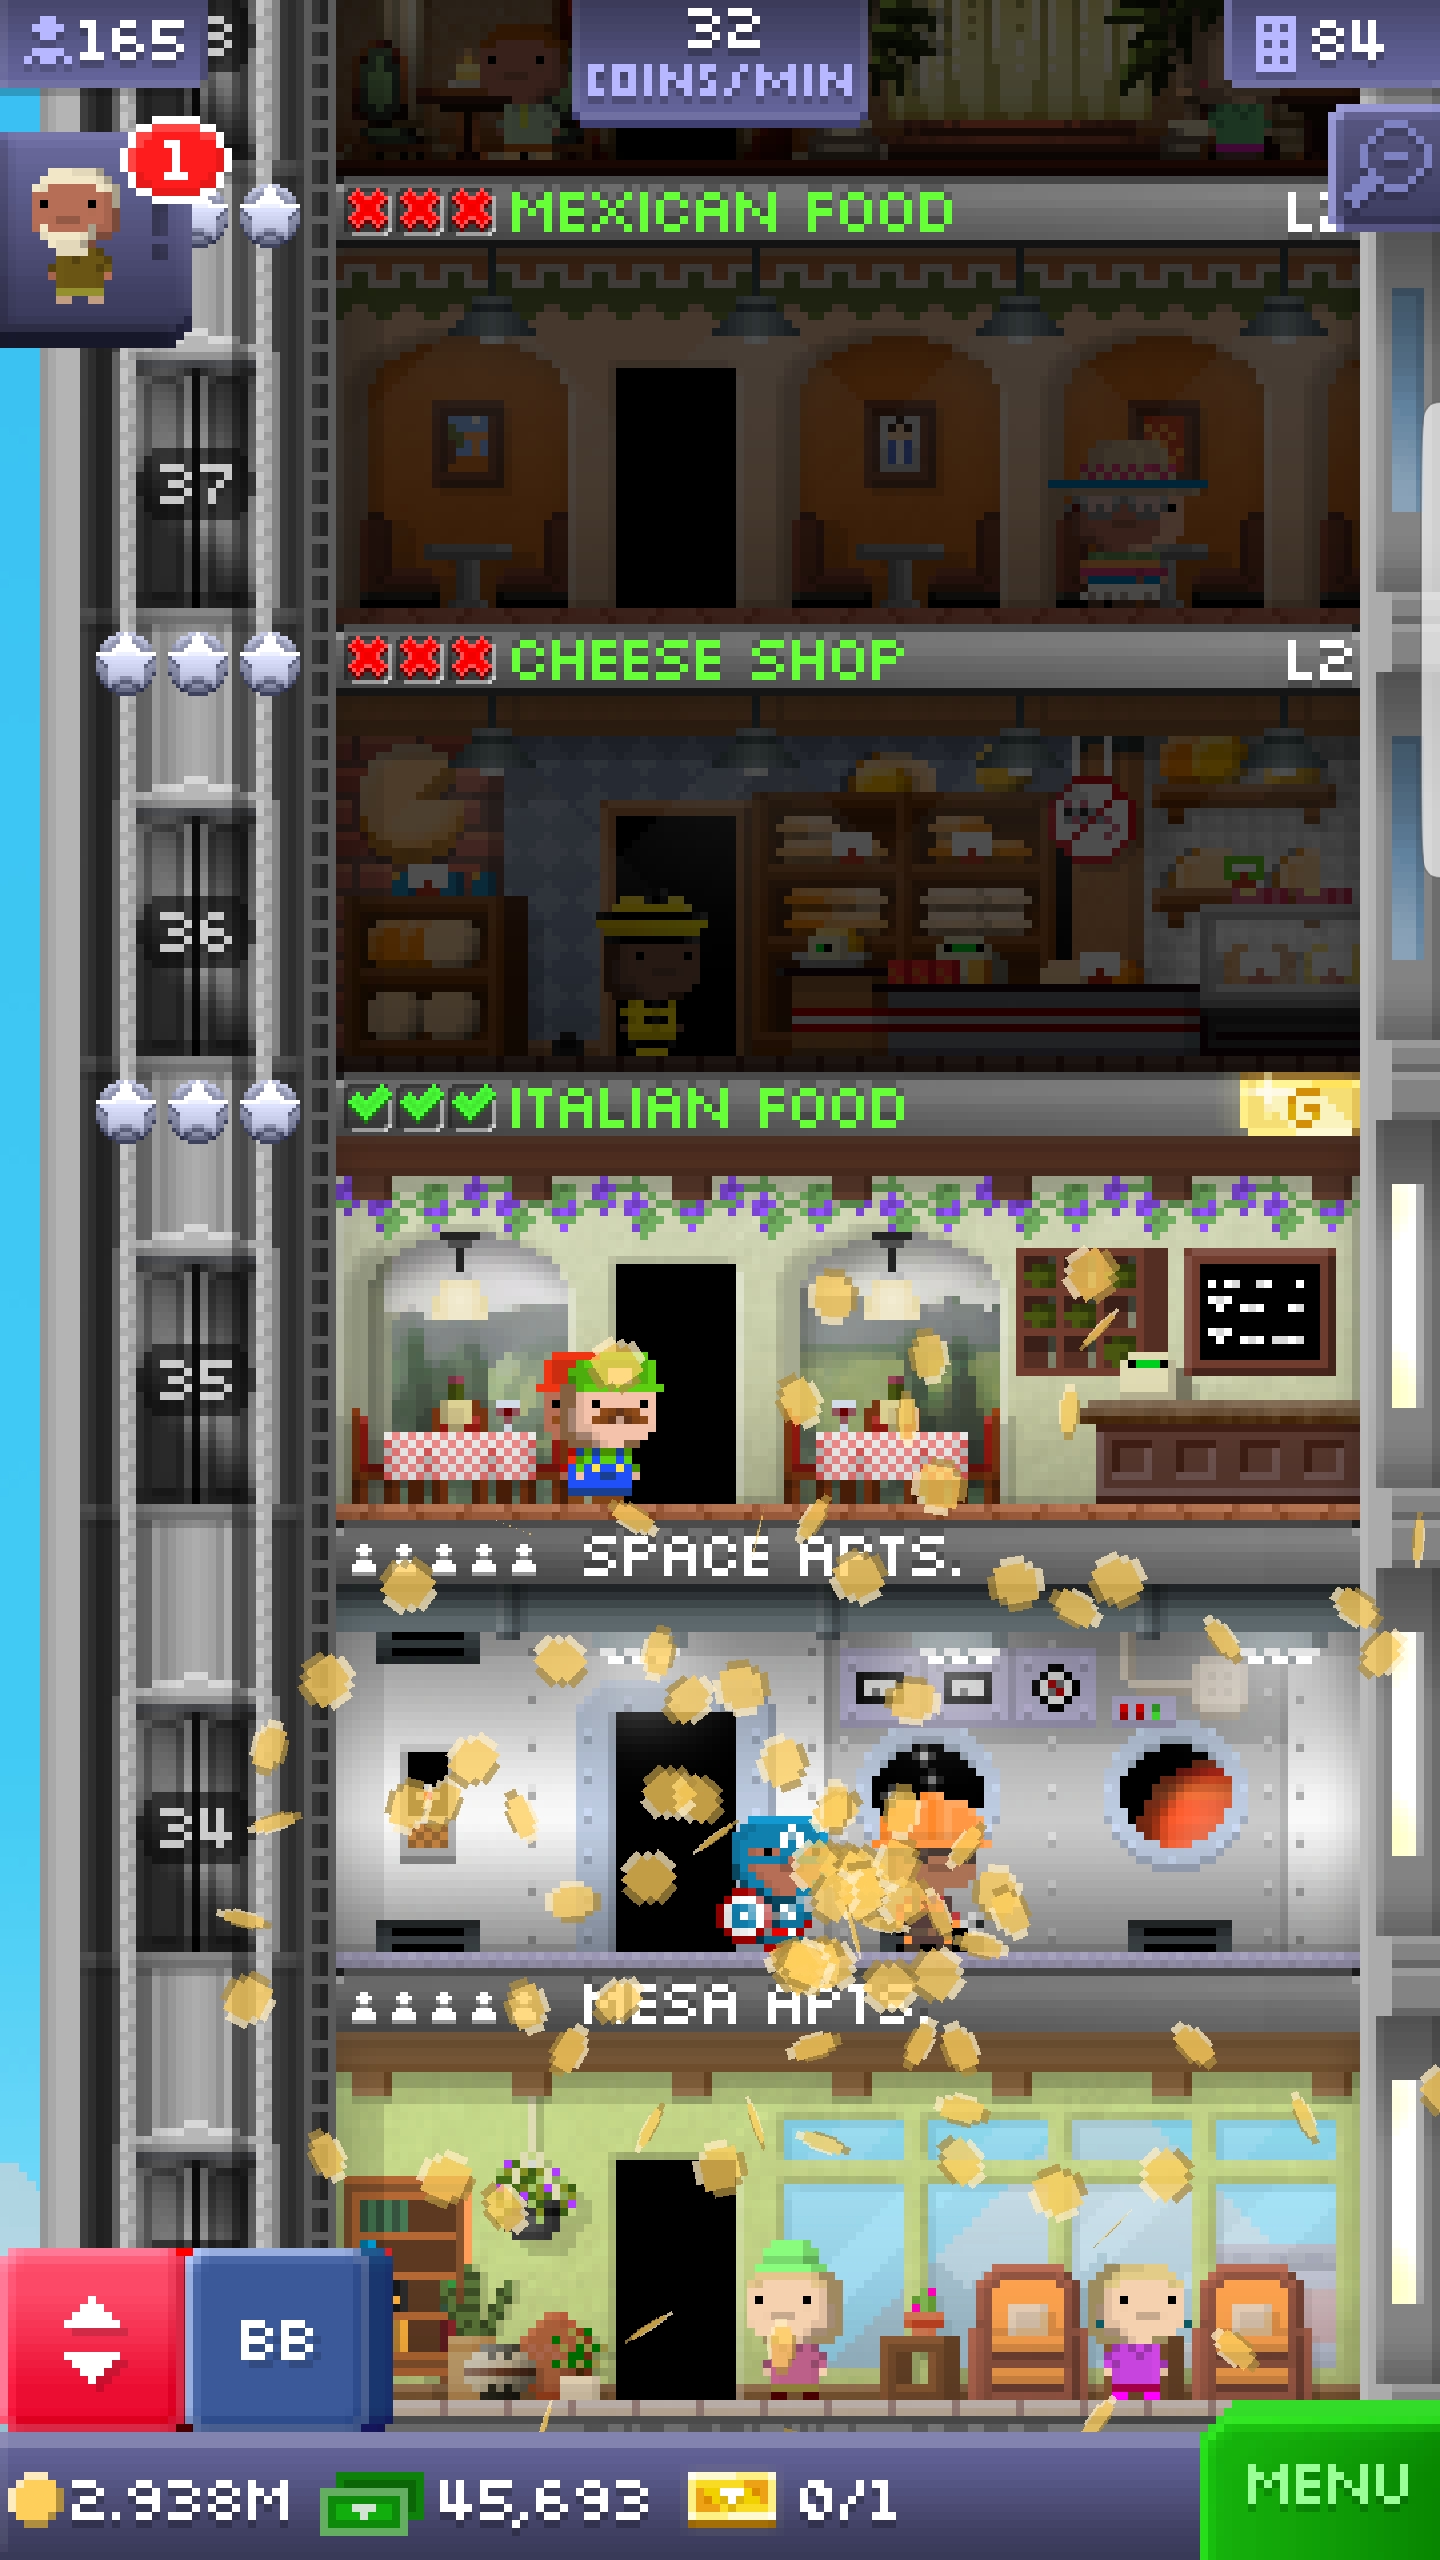 165
3
32
COINS/MIN
84
1
MEXICAN FOOD
37
CHEESE SHOP L2
36
ITALIAN FOOD G
35
SPACE APTS.
34
MESA APTS.
BB
2.938M 45,693 0/1
MENU